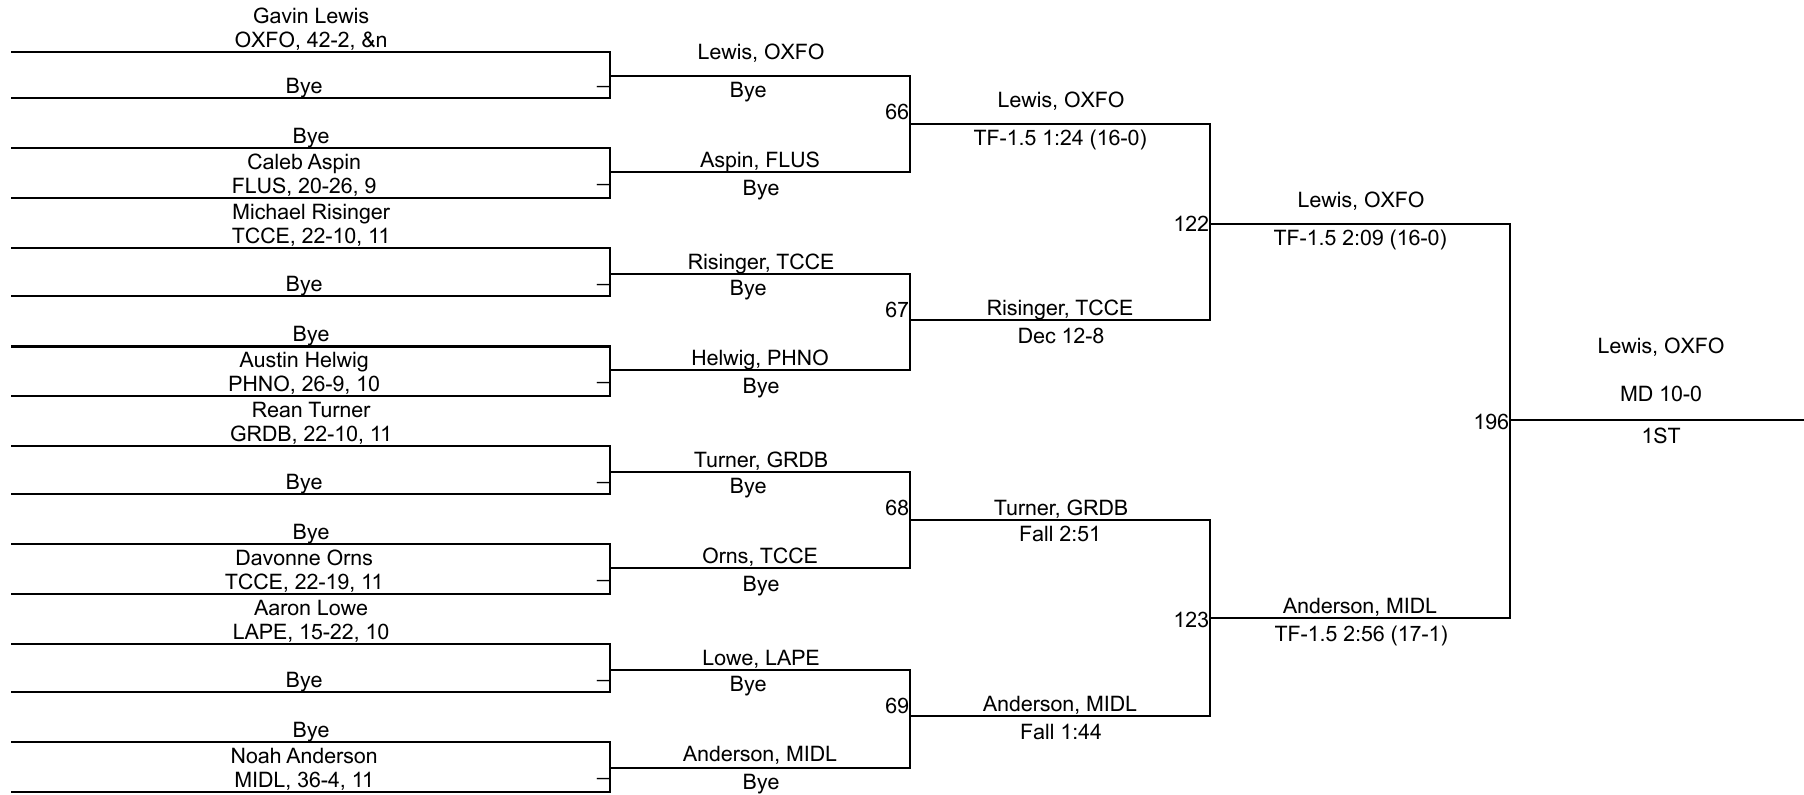 Gavin Lewis
OXFO, 42-2, &n
Bye
Bye
Caleb Aspin
FLUS, 20-26, 9
Michael Risinger
TCCE, 22-10, 11
Bye
Bye
Austin Helwig
PHNO, 26-9, 10
Rean Turner
GRDB, 22-10, 11
Bye
Bye
Davonne Orns
TCCE, 22-19, 11
Aaron Lowe
LAPE, 15-22, 10
Bye
Bye
Noah Anderson
MIDL, 36-4, 11
Lewis, OXFO
Bye
66
Aspin, FLUS
Bye
Risinger, TCCE
Bye
67
Helwig, PHNO
Bye
Turner, GRDB
Bye
68
Orns, TCCE
Bye
Lowe, LAPE
Bye
69
Anderson, MIDL
Bye
Lewis, OXFO
TF-1.5 1:24 (16-0)
122
Risinger, TCCE
Dec 12-8
Turner, GRDB
Fall 2:51
123
Anderson, MIDL
Fall 1:44
Lewis, OXFO
TF-1.5 2:09 (16-0)
196
Anderson, MIDL
TF-1.5 2:56 (17-1)
Lewis, OXFO
MD 10-0
1ST